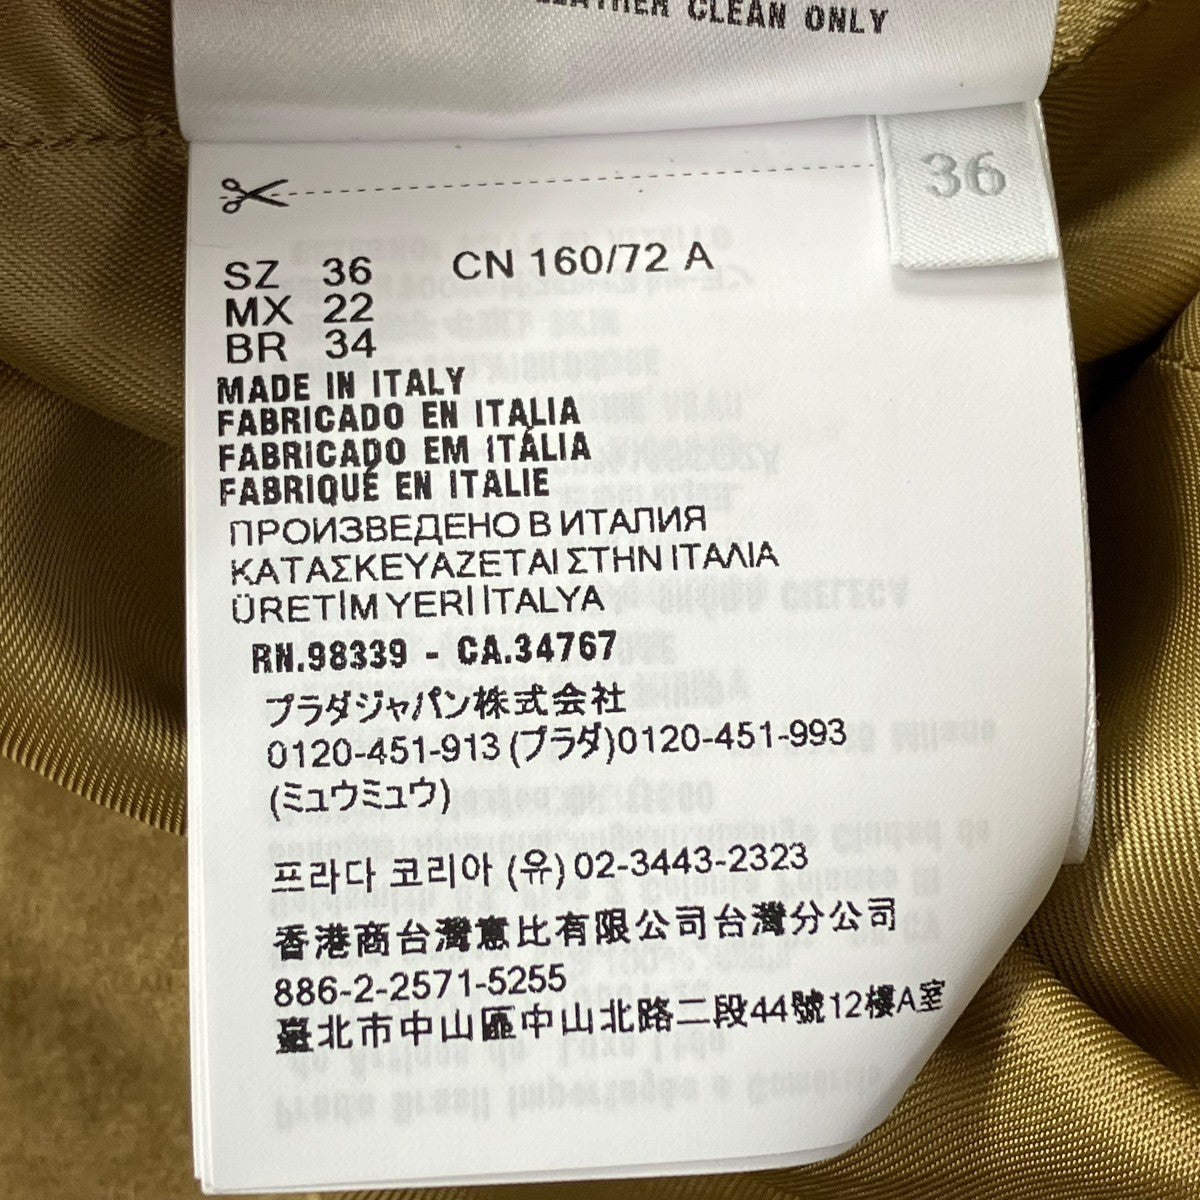 LEATHER CLEAN ONLY
36
SZ 36 CN 160/72 A
MX 22
BR 34
MADE IN ITALY
FABRICADO EN ITALIA
FABRICADO EM ITÁLIA
FABRIQUÉ EN ITALIE
ПРОИЗВЕДЕНО В ИТАЛИЯ
ΚΑΤΑΣΚΕΥΑΖΕΤΑΙ ΣΤΗΝ ΙΤΑΛΙΑ
ÜRETİM YERİ İTALYA
RN.98339 - CA.34767
プラダジャパン株式会社
0120-451-913 (プラダ)0120-451-993
(ミュウミュウ)
프라다 코리아 (유) 02-3443-2323
香港商台灣慧比有限公司台灣分公司
886-2-2571-5255
臺北市中山區中山北路二段44號12樓A室